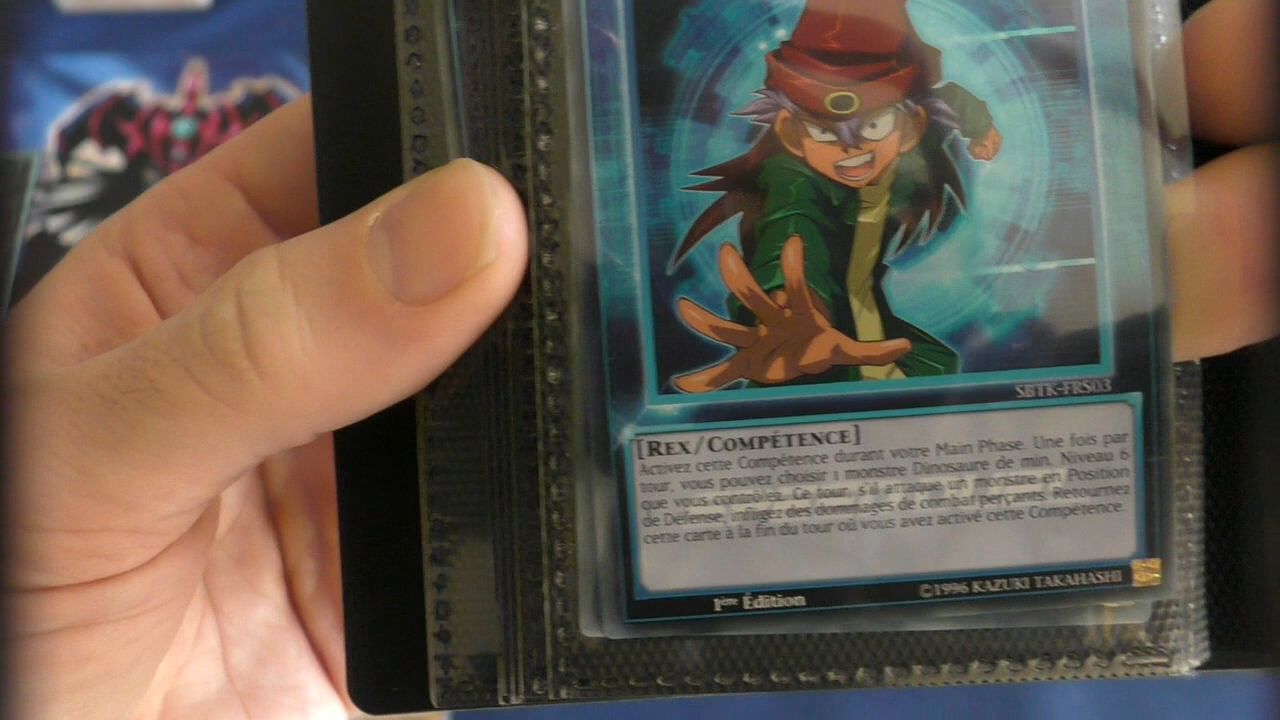 SBTK-FRS03
[REX / COMPÉTENCE]
Activez cette Compétence durant votre Main Phase. Une fois par
tour, vous pouvez choisir 1 monstre Dinosaure de min. Niveau 6
que vous contrôlez. Ce tour, s'il attaque un monstre en Position
de Défense, infligez des dommages de combat perçants. Retournez
cette carte à la fin du tour où vous avez activé cette Compétence.
1ère Édition
©1996 KAZUKI TAKAHASHI